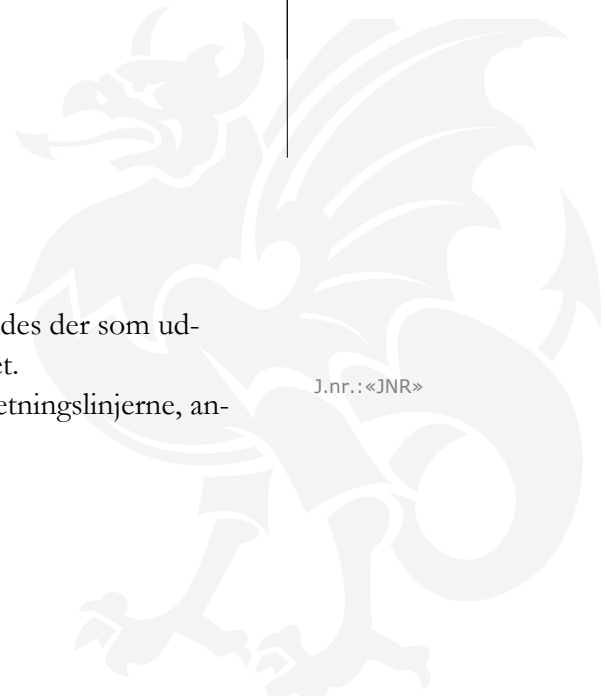 des der som ud-
et.
etningslinjerne, an-
J.nr.:«JNR»